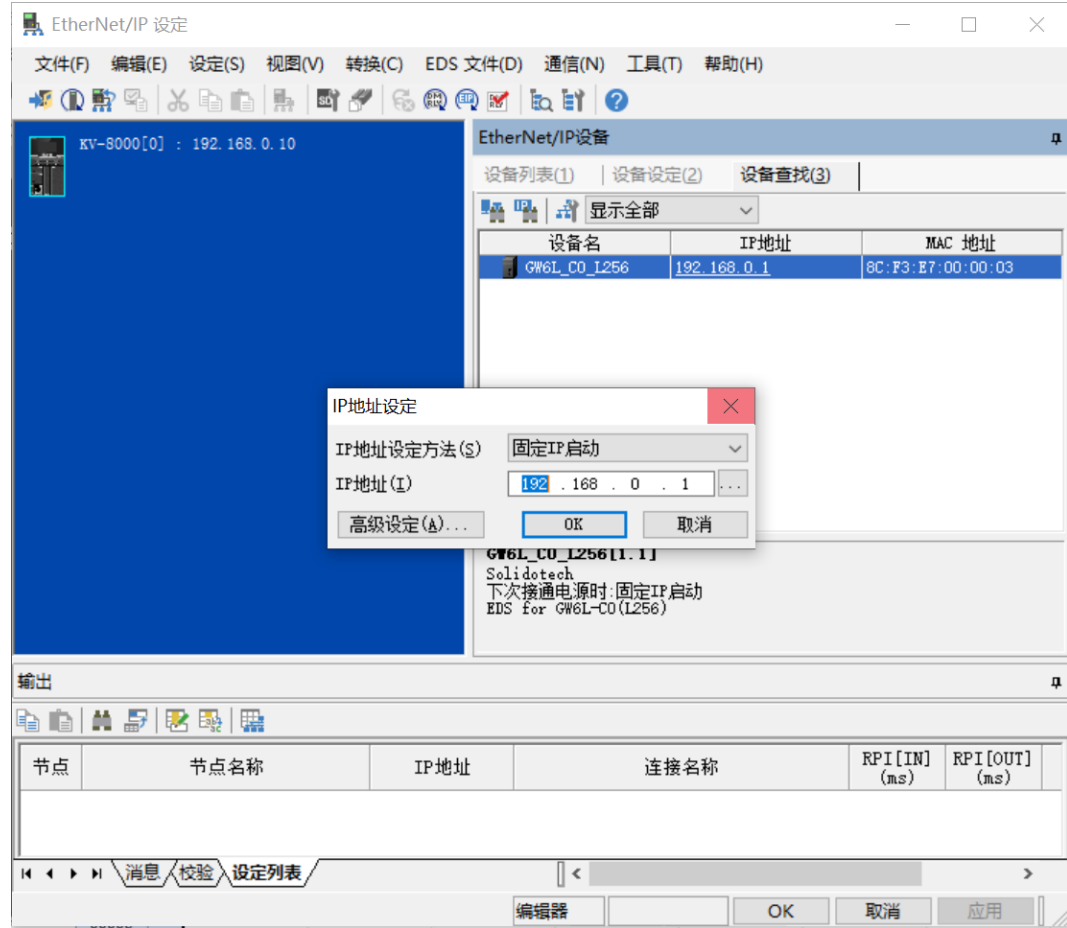 EtherNet/IP 设定
文件(F) 编辑(E) 设定(S) 视图(V) 转换(C) EDS 文件(D) 通信(N) 工具(T) 帮助(H)
KV-8000[0] : 192.168.0.10
EtherNet/IP设备
设备列表(1) 设备设定(2) 设备查找(3)
显示全部
设备名 IP地址 MAC 地址
GW6L_CO_L256 192.168.0.1 8C:F3:E7:00:00:03
IP地址设定
IP地址设定方法(S) 固定IP启动
IP地址(I) 192 . 168 . 0 . 1 ...
高级设定(A)... OK 取消
GW6L_CO_L256[1.1]
Solidotech
下次接通电源时:固定IP启动
EDS for GW6L-CO(L256)
输出
节点 节点名称 IP地址 连接名称 RPI[IN] (ms) RPI[OUT] (ms)
消息 校验 设定列表
编辑器 OK 取消 应用